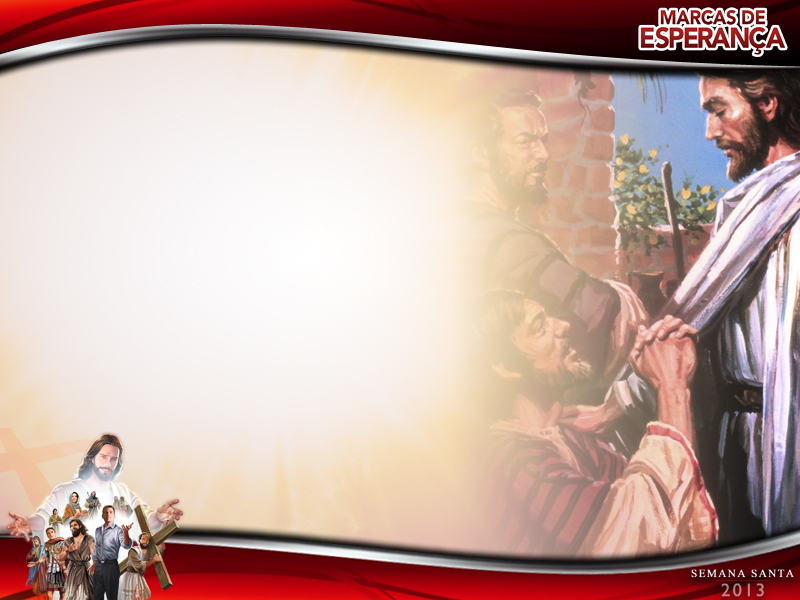 MARCAS DE
ESPERANÇA
SEMANA SANTA
2013